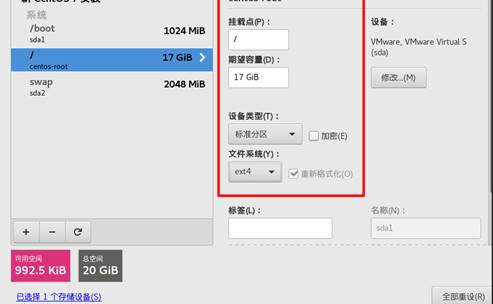 新 CentOS 7 安装
centos-root
系统
/boot
sda1
1024 MiB
/
centos-root
17 GiB
swap
sda2
2048 MiB
挂载点(P)：
/
期望容量(D)：
17 GiB
设备类型(T)：
标准分区
加密(E)
文件系统(Y)：
ext4
重新格式化(O)
标签(L)：
设备：
VMware, VMware Virtual S
(sda)
修改...(M)
名称(N)：
sda1
可用空间
992.5 KiB
总空间
20 GiB
已选择 1 个存储设备(S)
全部重设(R)